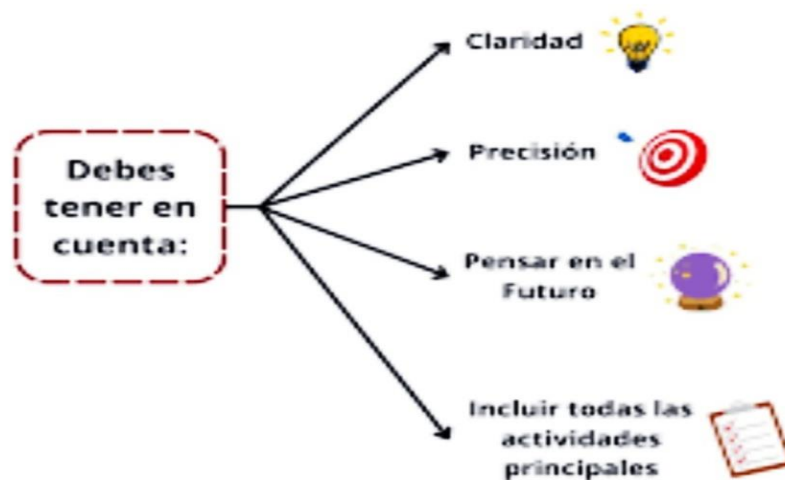 Debes
tener en
cuenta:
Claridad
Precisión
Pensar en el
Futuro
Incluir todas las
actividades
principales